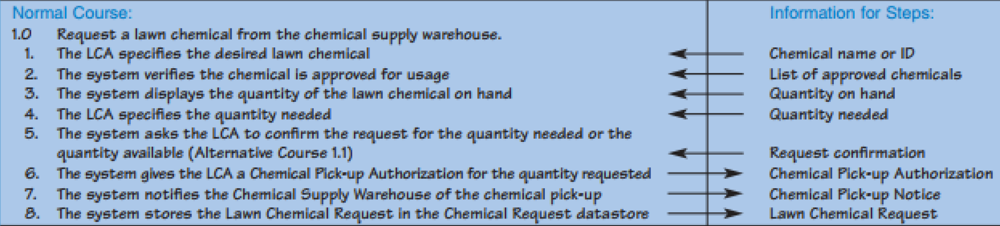 Normal Course: Information for Steps:
1.0 Request a lawn chemical from the chemical supply warehouse.
1. The LCA specifies the desired lawn chemical Chemical name or ID
2. The system verifies the chemical is approved for usage List of approved chemicals
3. The system displays the quantity of the lawn chemical on hand Quantity on hand
4. The LCA specifies the quantity needed Quantity needed
5. The system asks the LCA to confirm the request for the quantity needed or the
quantity available (Alternative Course 1.1) Request confirmation
6. The system gives the LCA a Chemical Pick-up Authorization for the quantity requested Chemical Pick-up Authorization
7. The system notifies the Chemical Supply Warehouse of the chemical pick-up Chemical Pick-up Notice
8. The system stores the Lawn Chemical Request in the Chemical Request datastore Lawn Chemical Request